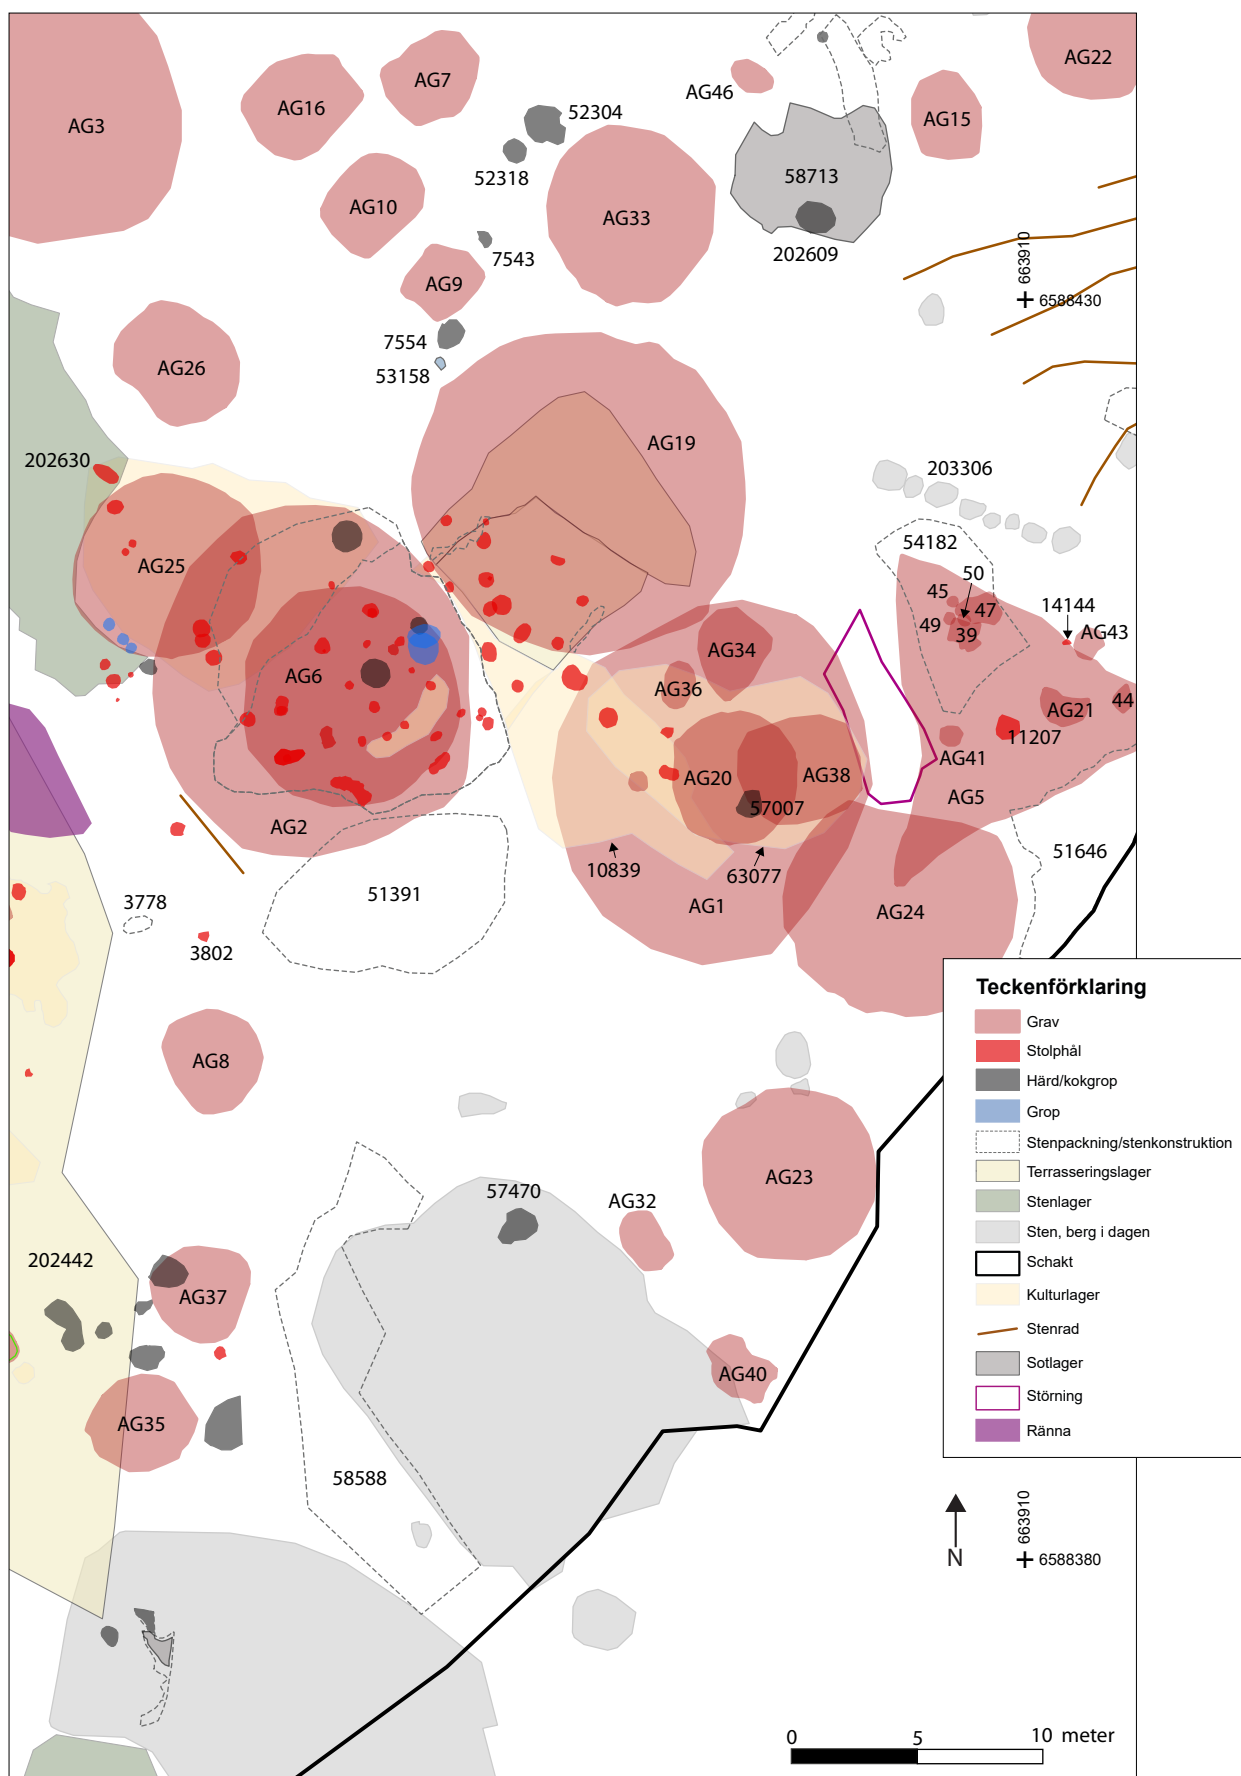 AG22
AG7
AG46
AG16
52304
AG15
AG3
52318
58713
AG10
AG33
202609
7543
663910
AG9
6588430
7554
53158
AG26
AG19
202630
203306
54182
AG25
50
45
47
14144
49
39
AG43
AG34
AG6
AG36
44
AG21
11207
AG41
AG20
AG38
AG5
57007
AG2
51646
10839
63077
51391
3778
AG1
AG24
3802
AG8
Teckenförklaring
Grav
Stolphål
Härd/kokgrop
Grop
Stenpackning/stenkonstruktion
Terrasseringslager
Stenlager
Sten, berg i dagen
Schakt
Kulturlager
Stenrad
Sotlager
Störning
Ränna
AG23
57470
AG32
202442
AG37
AG40
AG35
58588
663910
N
6588380
0 5 10 meter